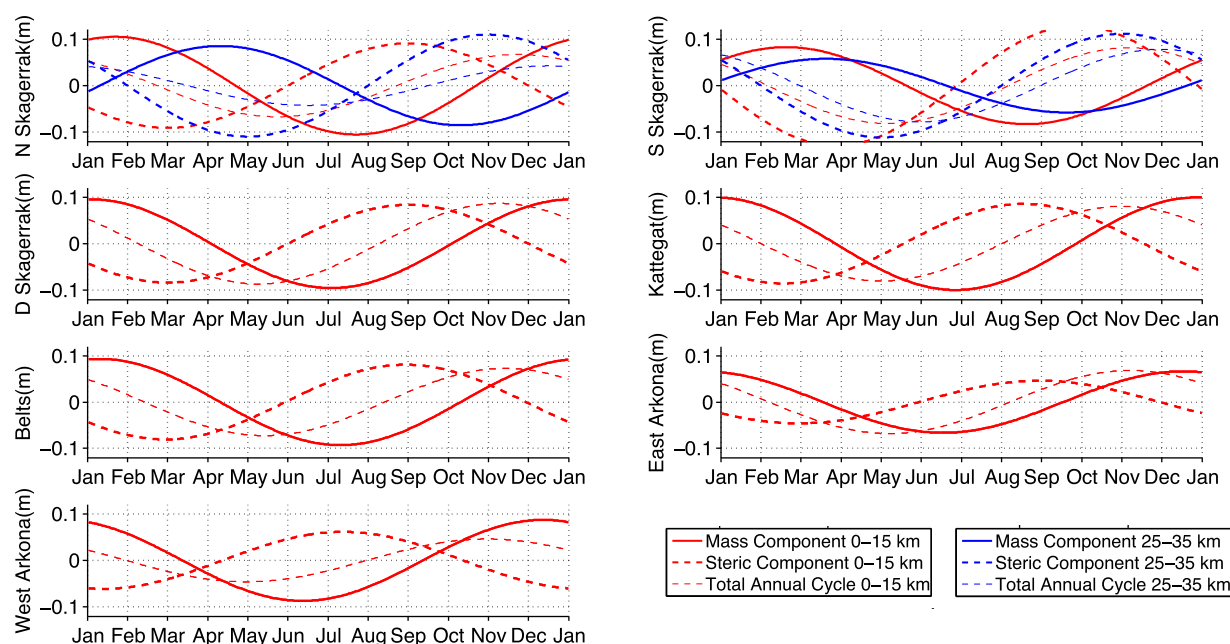 N Skagerrak(m)
0.1
0
−0.1
Jan Feb Mar Apr May Jun Jul Aug Sep Oct Nov Dec Jan
S Skagerrak(m)
0.1
0
−0.1
Jan Feb Mar Apr May Jun Jul Aug Sep Oct Nov Dec Jan
D Skagerrak(m)
0.1
0
−0.1
Jan Feb Mar Apr May Jun Jul Aug Sep Oct Nov Dec Jan
Kattegat(m)
0.1
0
−0.1
Jan Feb Mar Apr May Jun Jul Aug Sep Oct Nov Dec Jan
Belts(m)
0.1
0
−0.1
Jan Feb Mar Apr May Jun Jul Aug Sep Oct Nov Dec Jan
East Arkona(m)
0.1
0
−0.1
Jan Feb Mar Apr May Jun Jul Aug Sep Oct Nov Dec Jan
West Arkona(m)
0.1
0
−0.1
Jan Feb Mar Apr May Jun Jul Aug Sep Oct Nov Dec Jan
Mass Component 0−15 km
Steric Component 0−15 km
Total Annual Cycle 0−15 km
Mass Component 25−35 km
Steric Component 25−35 km
Total Annual Cycle 25−35 km